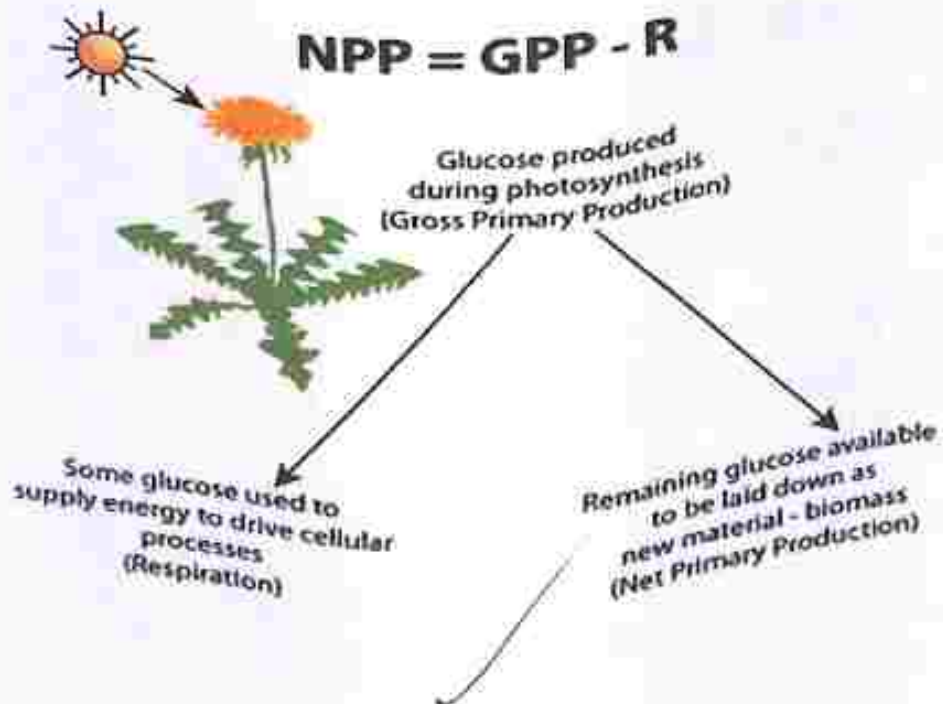 NPP = GPP - R
Glucose produced
during photosynthesis
(Gross Primary Production)
Some glucose used to
supply energy to drive cellular
processes
(Respiration)
Remaining glucose available
to be laid down as
new material - biomass
(Net Primary Production)